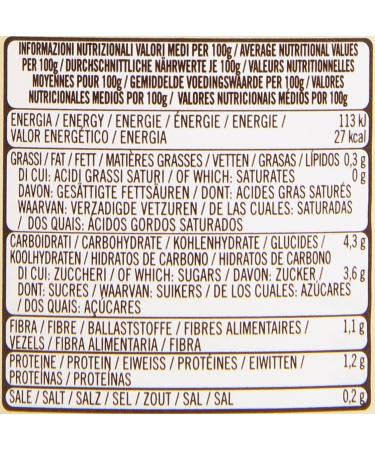 INFORMAZIONI NUTRIZIONALI VALORI MEDI PER 100g / AVERAGE NUTRITIONAL VALUES
PER 100g / DURCHSCHNITTLICHE NÄHRWERTE JE 100g / VALEURS NUTRITIONNELLES
MOYENNES POUR 100g / GEMIDDELDE VOEDINGSWAARDE PER 100g / VALORES
NUTRICIONALES MEDIOS POR 100g / VALORES NUTRICIONAIS MÉDIOS POR 100g
ENERGIA / ENERGY / ENERGIE / ÉNERGIE / ENERGIE / 113 kJ
VALOR ENERGÉTICO / ENERGIA 27 kcal
GRASSI / FAT / FETT / MATIÈRES GRASSES / VETTEN / GRASAS / LÍPIDOS 0,3 g
DI CUI: ACIDI GRASSI SATURI / OF WHICH: SATURATES 0 g
DAVON: GESÄTTIGTE FETTSÄUREN / DONT: ACIDES GRAS SATURÉS
WAARVAN: VERZADIGDE VETZUREN / DE LAS CUALES: SATURADAS
/ DOS QUAIS: ÁCIDOS GORDOS SATURADOS
CARBOIDRATI / CARBOHYDRATE / KOHLENHYDRATE / GLUCIDES / 4,3 g
KOOLHYDRATEN / HIDRATOS DE CARBONO / HIDRATOS DE CARBONO
DI CUI: ZUCCHERI / OF WHICH: SUGARS / DAVON: ZUCKER / 3,6 g
DONT: SUCRES / WAARVAN: SUIKERS / DE LOS CUALES: AZÚCARES
/ DOS QUAIS: AÇÚCARES
FIBRA / FIBRE / BALLASTSTOFFE / FIBRES ALIMENTAIRES / 1,1 g
VEZELS / FIBRA ALIMENTARIA / FIBRA
PROTEINE / PROTEIN / EIWEISS / PROTÉINES / EIWITTEN / 1,2 g
PROTEÍNAS / PROTEÍNAS
SALE / SALT / SALZ / SEL / ZOUT / SAL / SAL 0,2 g